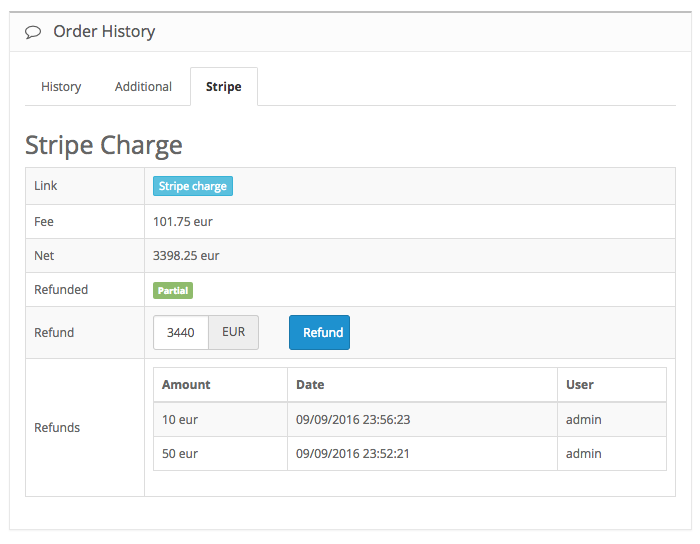 Order History
History Additional Stripe
Stripe Charge
Link Stripe charge
Fee 101.75 eur
Net 3398.25 eur
Refunded Partial
Refund 3440 EUR Refund
Refunds
Amount Date User
10 eur 09/09/2016 23:56:23 admin
50 eur 09/09/2016 23:52:21 admin